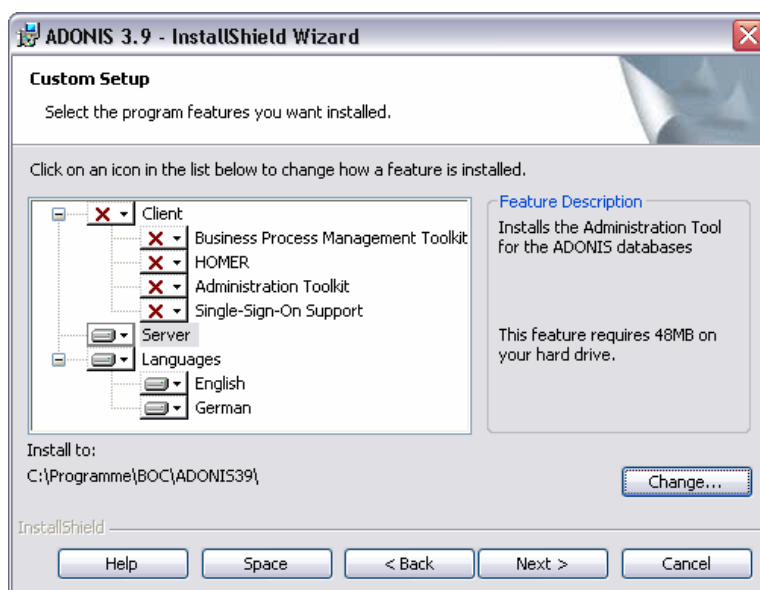 ADONIS 3.9 - InstallShield Wizard
Custom Setup
Select the program features you want installed.
Click on an icon in the list below to change how a feature is installed.
Client
Business Process Management Toolkit
HOMER
Administration Toolkit
Single-Sign-On Support
Server
Languages
English
German
Feature Description
Installs the Administration Tool
for the ADONIS databases
This feature requires 48MB on
your hard drive.
Install to:
C:\Programme\BOC\ADONIS39\
Change...
InstallShield
Help
Space
< Back
Next >
Cancel